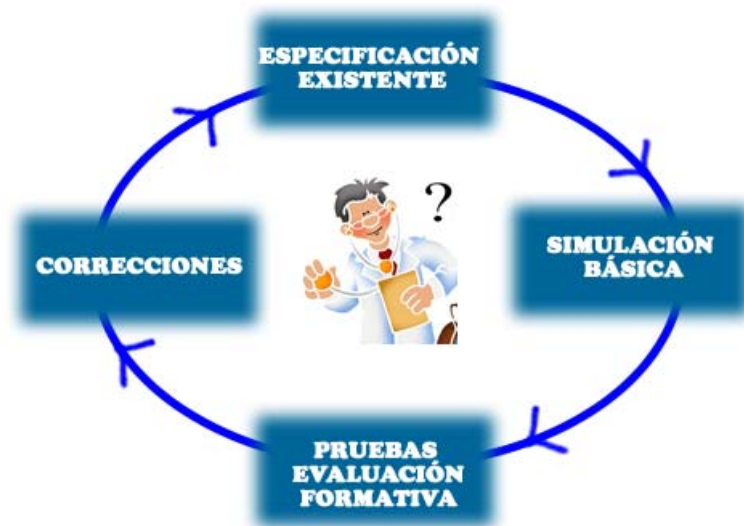 ESPECIFICACIÓN
EXISTENTE
?
SIMULACIÓN
BÁSICA
CORRECCIONES
PRUEBAS
EVALUACIÓN
FORMATIVA